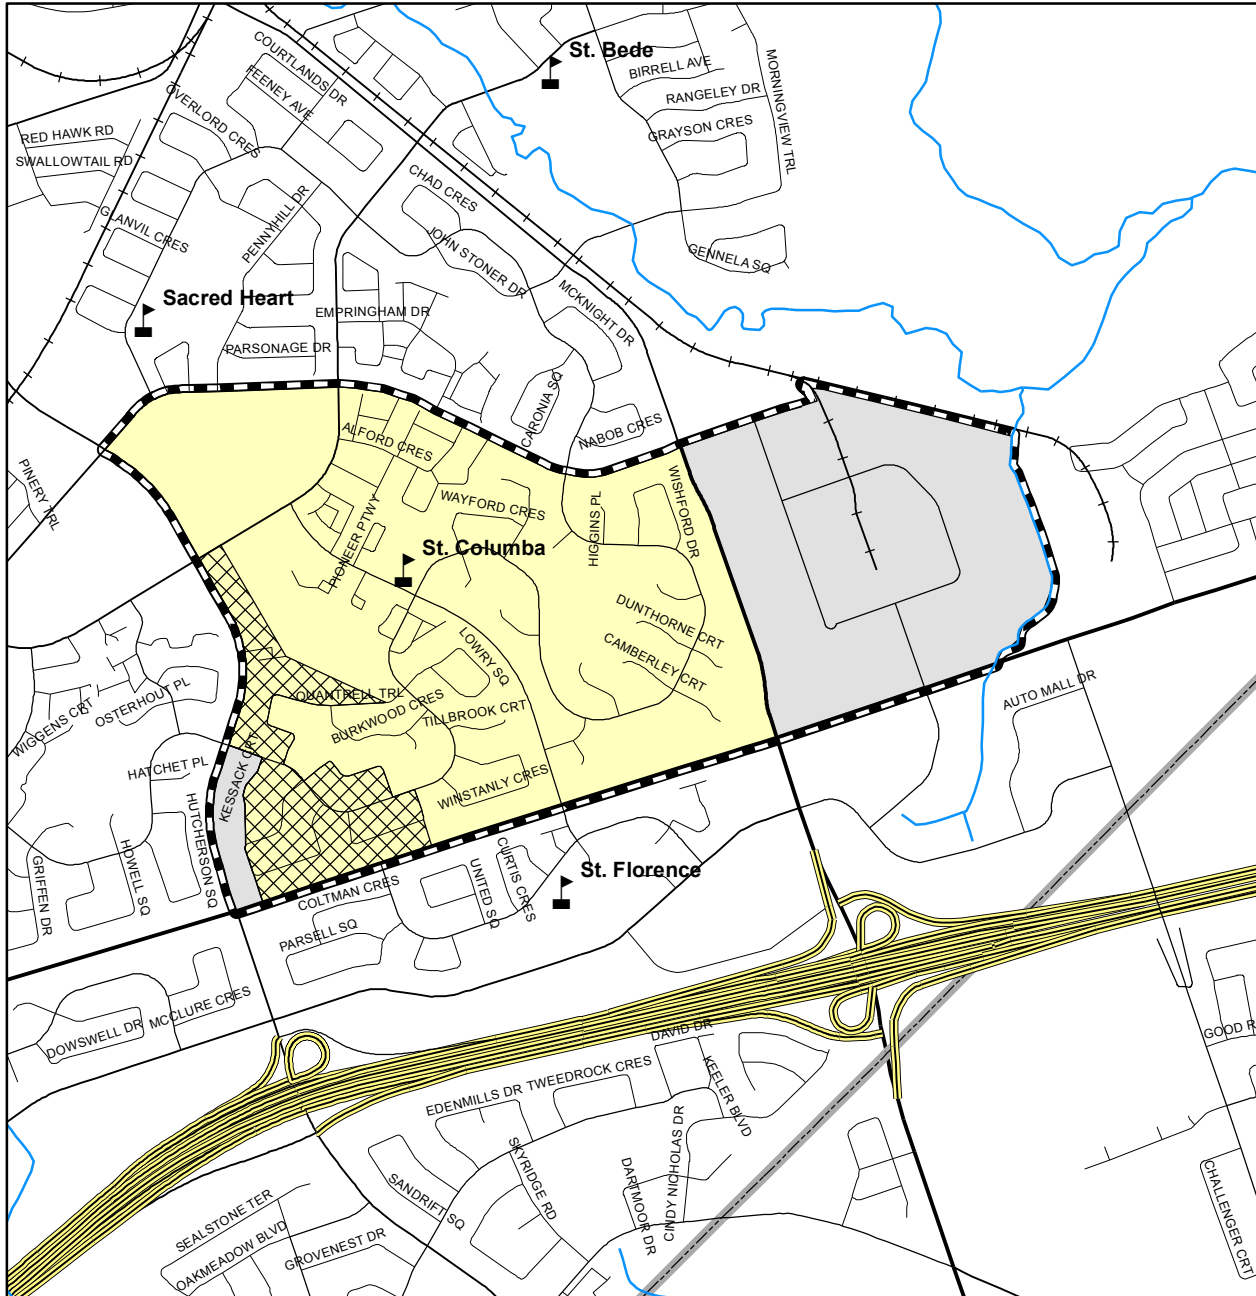 St. Bede
COURTLANDS DR
BIRRELL AVE
MORNINGVIEW TRL
FEENEY AVE
RANGELEY DR
OVERLORD CRES
GRAYSON CRES
RED HAWK RD
SWALLOWTAIL RD
CHAD CRES
PENNYHILL DR
GLANVIL CRES
JOHN STONER DR
GENNELA SQ
Sacred Heart
MCKNIGHT DR
EMPRINGHAM DR
PARSONAGE DR
CARONIA SQ
NABOB CRES
ALFORD CRES
PINERY TRL
WISHFORD DR
WAYFORD CRES
HIGGINS PL
PIONEER PTWY
St. Columba
DUNTHORNE CRT
LOWRY SQ
CAMBERLEY CRT
OSTERHOUT PL
QUANTRELL TRL
AUTO MALL DR
WIGGENS CRT
BURKWOOD CRES
TILLBROOK CRT
HATCHET PL
KESSACK CRT
WINSTANLY CRES
HUTCHERSON SQ
HOWELL SQ
GRIFFEN DR
CURTIS CRES
St. Florence
UNITED SQ
COLTMAN CRES
PARSELL SQ
MCCLURE CRES
DOWSWELL DR
DAVID DR
GOOD R
KEELER BLVD
EDENMILLS DR
TWEEDROCK CRES
SKYRIDGE RD
CINDY NICHOLAS DR
DARTMOOR DR
SANDRIFT SQ
CHALLENGER CRT
SEALSTONE TER
OAKMEADOW BLVD
GROVENEST DR